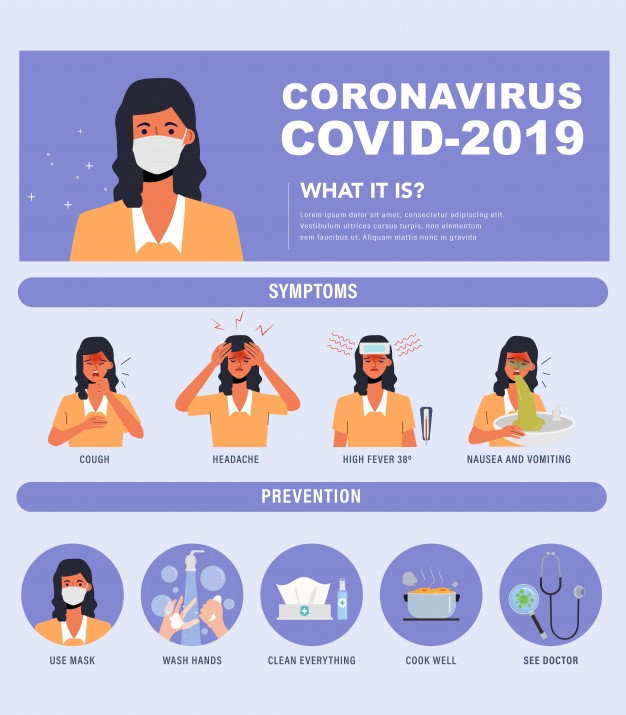 CORONAVIRUS
COVID-2019
WHAT IT IS?
Lorem ipsum dolor sit amet, consectetur adipiscing elit.
Vestibulum ultrices cursus turpis, non elementum
sem faucibus ut. Aliquam mattis nunc in gravida
SYMPTOMS
COUGH
HEADACHE
HIGH FEVER 38º
NAUSEA AND VOMITING
PREVENTION
USE MASK
WASH HANDS
CLEAN EVERYTHING
COOK WELL
SEE DOCTOR